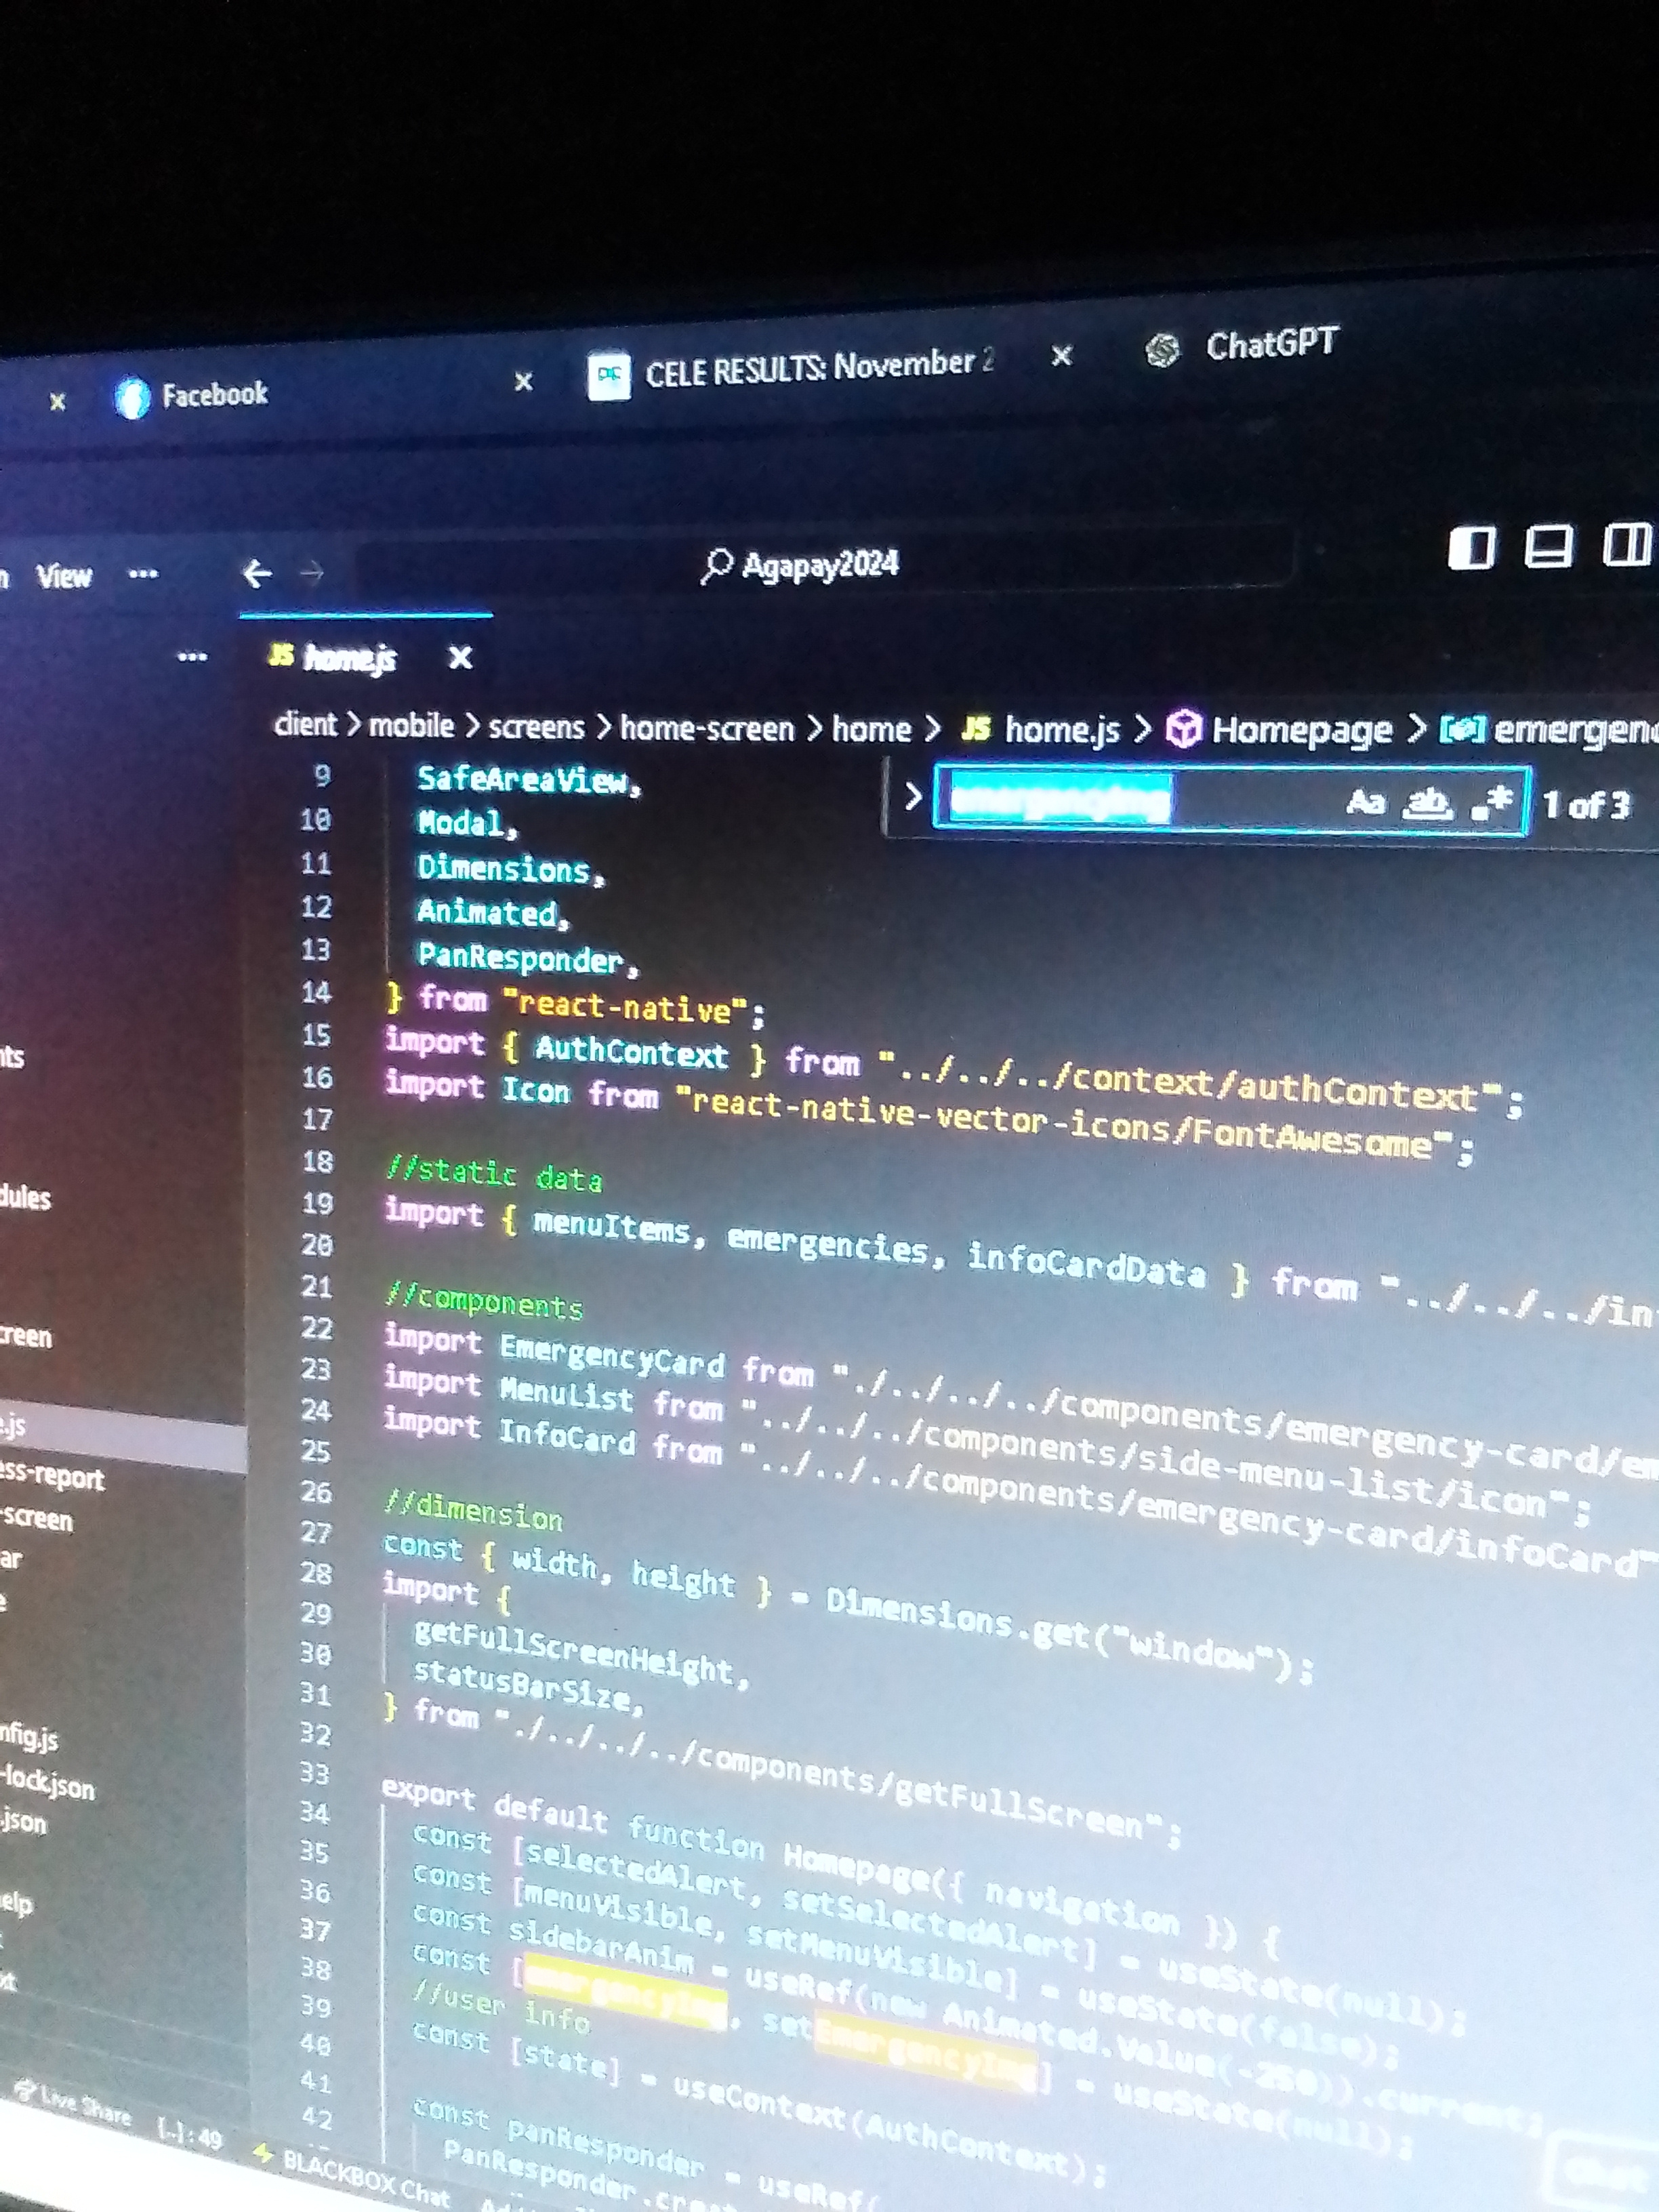 Facebook
CELE RESULTS: November 2
ChatGPT
View ...
Agapay2024
... JS home.js
client > mobile > screens > home-screen > home > JS home.js > Homepage > emergenc
emergencyImg Aa ab .* 1 of 3
9 SafeAreaView,
10 Modal,
11 Dimensions,
12 Animated,
13 PanResponder,
14 } from "react-native";
15 import { AuthContext } from "../../../context/authContext";
16 import Icon from "react-native-vector-icons/FontAwesome";
17
18 //static data
19 import { menuItems, emergencies, infoCardData } from "../../../in
20
21 //components
22 import EmergencyCard from "./../../../components/emergency-card/em
23 import MenuList from "../../../components/side-menu-list/icon";
24 import InfoCard from "../../../components/emergency-card/infoCard"
25
26 //dimension
27 const { width, height } = Dimensions.get("window");
28 import {
29 getFullScreenHeight,
30 statusBarSize,
31 } from "./../../../components/getFullScreen";
32
33 export default function Homepage({ navigation }) {
34 const [selectedAlert, setSelectedAlert] = useState(null);
35 const [menuVisible, setMenuVisible] = useState(false);
36 const sidebarAnim = useRef(new Animated.Value(-250)).current;
37 const [emergencyImg, setEmergencyImg] = useState(null);
38 //user info
39 const [state] = useContext(AuthContext);
40
41 const panResponder = useRef(
42 PanResponder.crea
nts
dules
creen
e.js
ess-report
-screen
ar
e
nfig.js
-lock.json
.json
elp
xt
Live Share
[..] : 49
BLACKBOX Chat
Chat